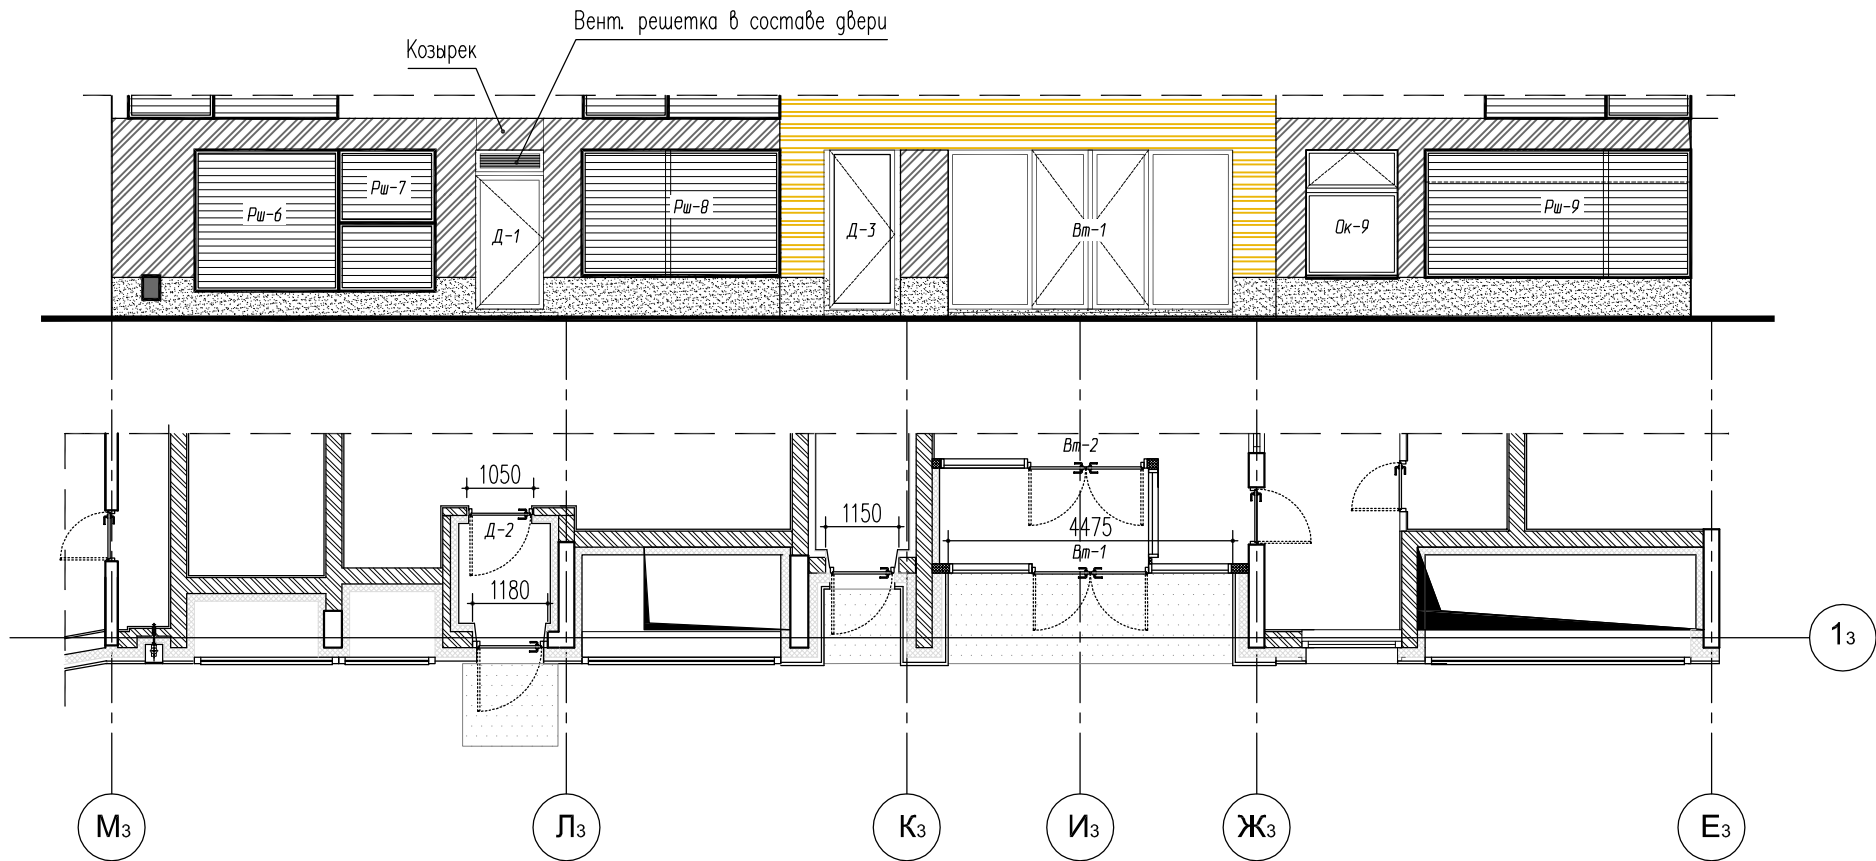 Вент. решетка в составе двери
Козырек
Рш-6
Рш-7
Д-1
Рш-8
Д-3
Вт-1
Ок-9
Рш-9
Вт-2
1050
Д-2
1150
4475
Вт-1
1180
1з
Мз
Лз
Кз
Из
Жз
Ез